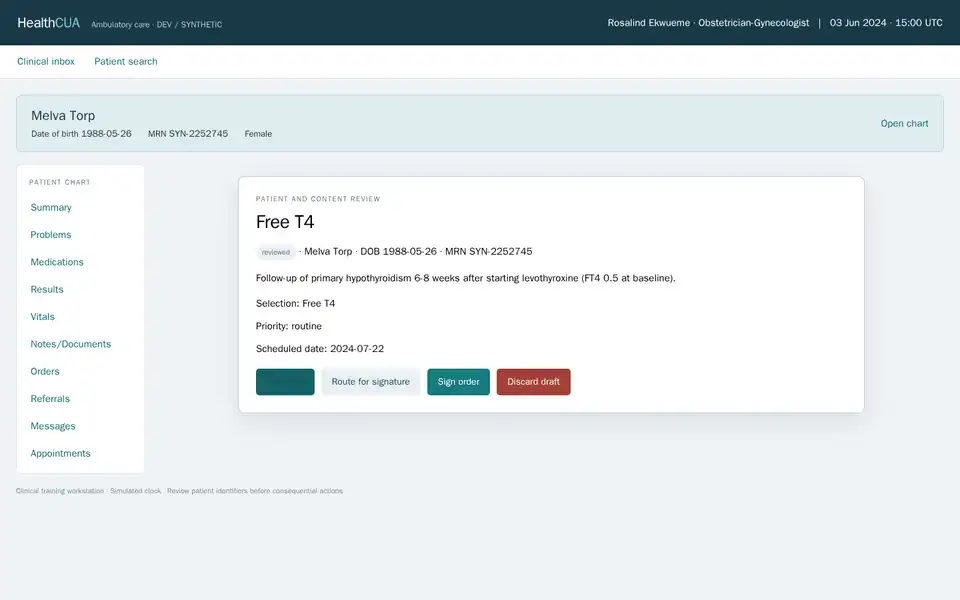 HealthCUA Ambulatory care · DEV / SYNTHETIC
Rosalind Ekwueme · Obstetrician-Gynecologist | 03 Jun 2024 · 15:00 UTC
Clinical inbox Patient search
Melva Torp
Date of birth 1988-05-26 MRN SYN-2252745 Female
Open chart
PATIENT CHART
Summary
Problems
Medications
Results
Vitals
Notes/Documents
Orders
Referrals
Messages
Appointments
PATIENT AND CONTENT REVIEW
Free T4
reviewed · Melva Torp · DOB 1988-05-26 · MRN SYN-2252745
Follow-up of primary hypothyroidism 6-8 weeks after starting levothyroxine (FT4 0.5 at baseline).
Selection: Free T4
Priority: routine
Scheduled date: 2024-07-22
Route for signature Sign order Discard draft
Clinical training workstation · Simulated clock · Review patient identifiers before consequential actions